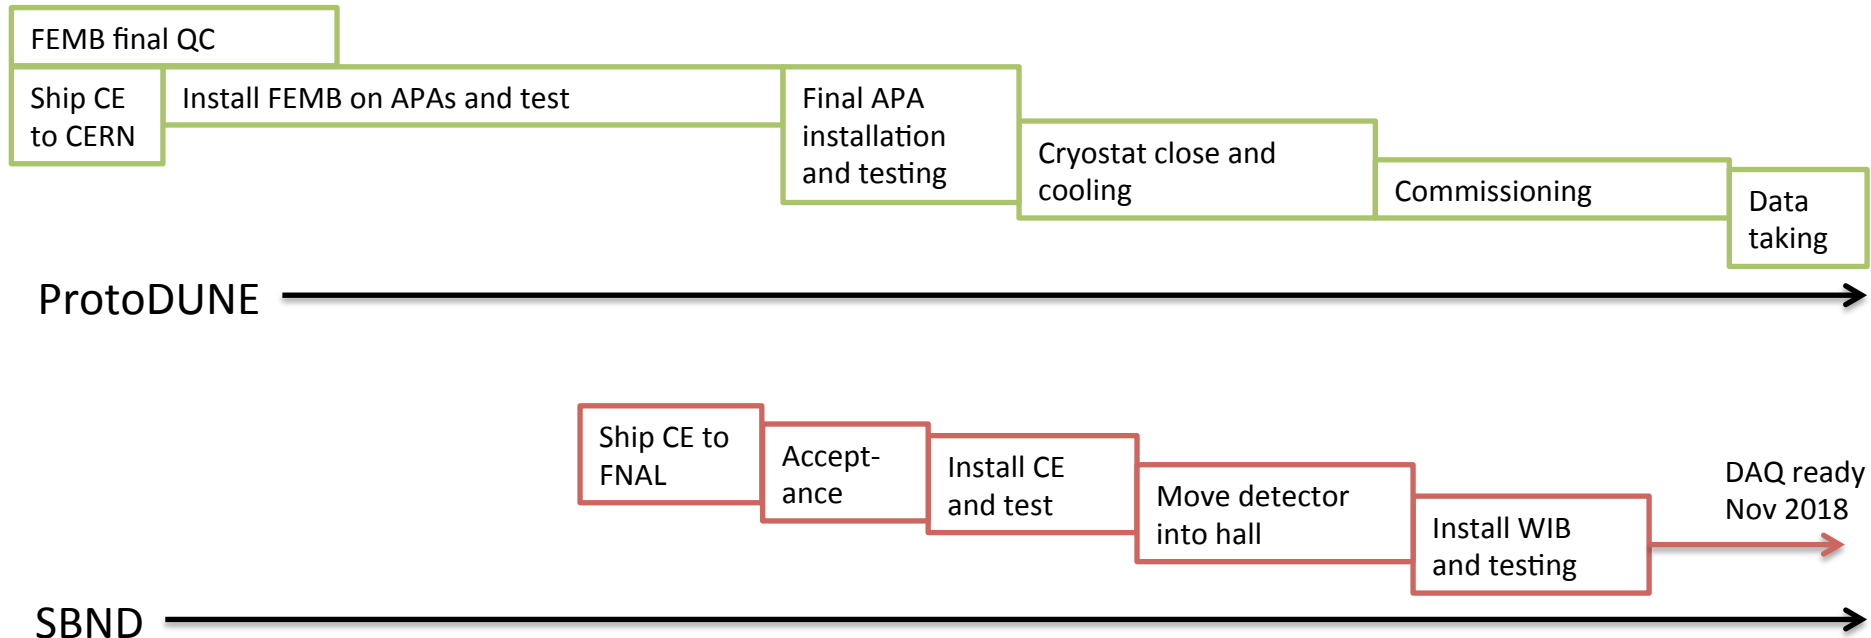 FEMB final QC
Ship CE
to CERN
Install FEMB on APAs and test
Final APA
installation
and testing
Cryostat close and
cooling
Commissioning
Data
taking
ProtoDUNE
Ship CE to
FNAL
Accept-
ance
Install CE
and test
Move detector
into hall
Install WIB
and testing
DAQ ready
Nov 2018
SBND